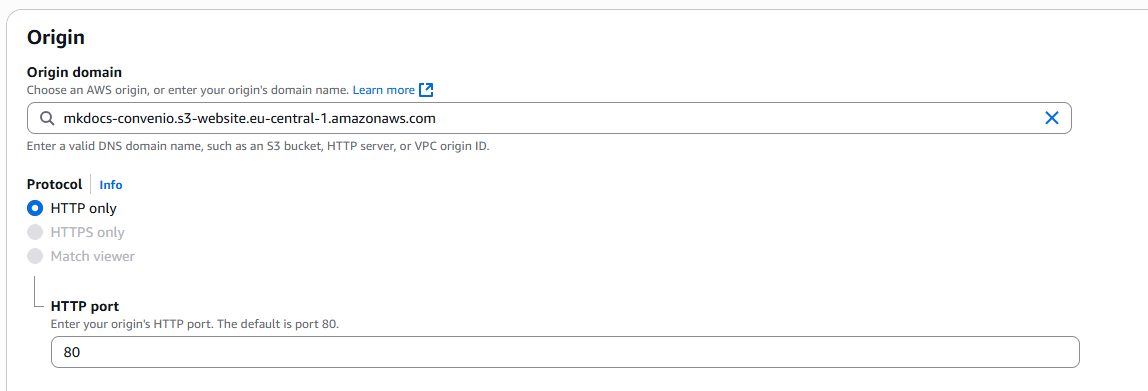 Origin
Origin domain
Choose an AWS origin, or enter your origin's domain name. Learn more
mkdocs-convenio.s3-website.eu-central-1.amazonaws.com
Enter a valid DNS domain name, such as an S3 bucket, HTTP server, or VPC origin ID.
Protocol Info
HTTP only
HTTPS only
Match viewer
HTTP port
Enter your origin's HTTP port. The default is port 80.
80